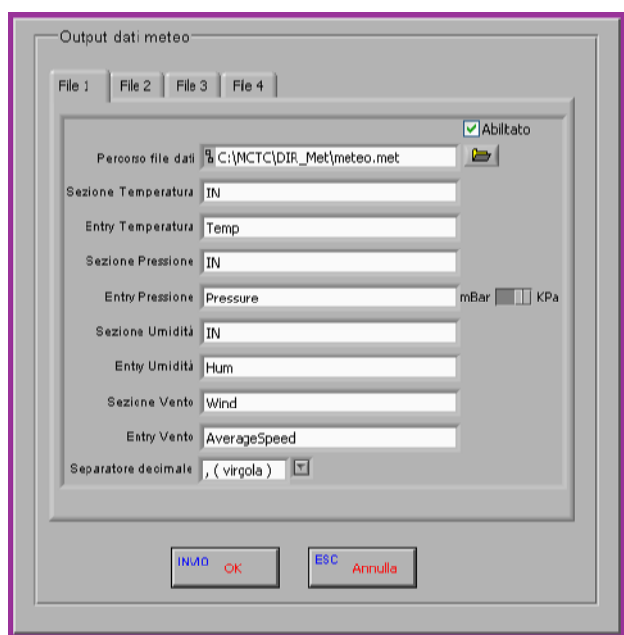 Output dati meteo
File 1 File 2 File 3 File 4
Abilitato
Percorso file dati C:\MCTC\DIR_Met\meteo.met
Sezione Temperatura IN
Entry Temperatura Temp
Sezione Pressione IN
Entry Pressione Pressure mBar KPa
Sezione Umidità IN
Entry Umidità Hum
Sezione Vento Wind
Entry Vento AverageSpeed
Separatore decimale , ( virgola )
INVIO OK ESC Annulla